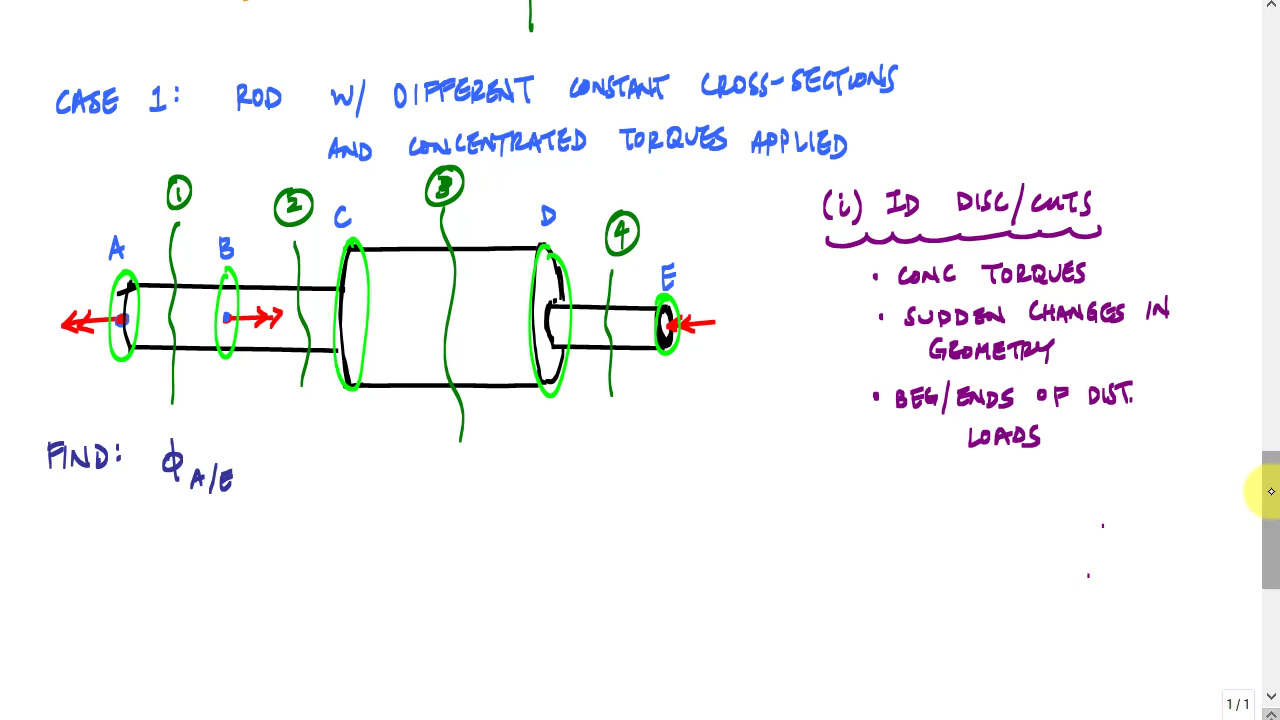 CASE 1: ROD W/ DIFFERENT CONSTANT CROSS-SECTIONS
AND CONCENTRATED TORQUES APPLIED
1
2
3
4
A
B
C
D
E
(i) ID DISC/CUTS
• CONC TORQUES
• SUDDEN CHANGES IN
GEOMETRY
• BEG/ENDS OF DIST.
LOADS
FIND: ϕ A/E
1/1